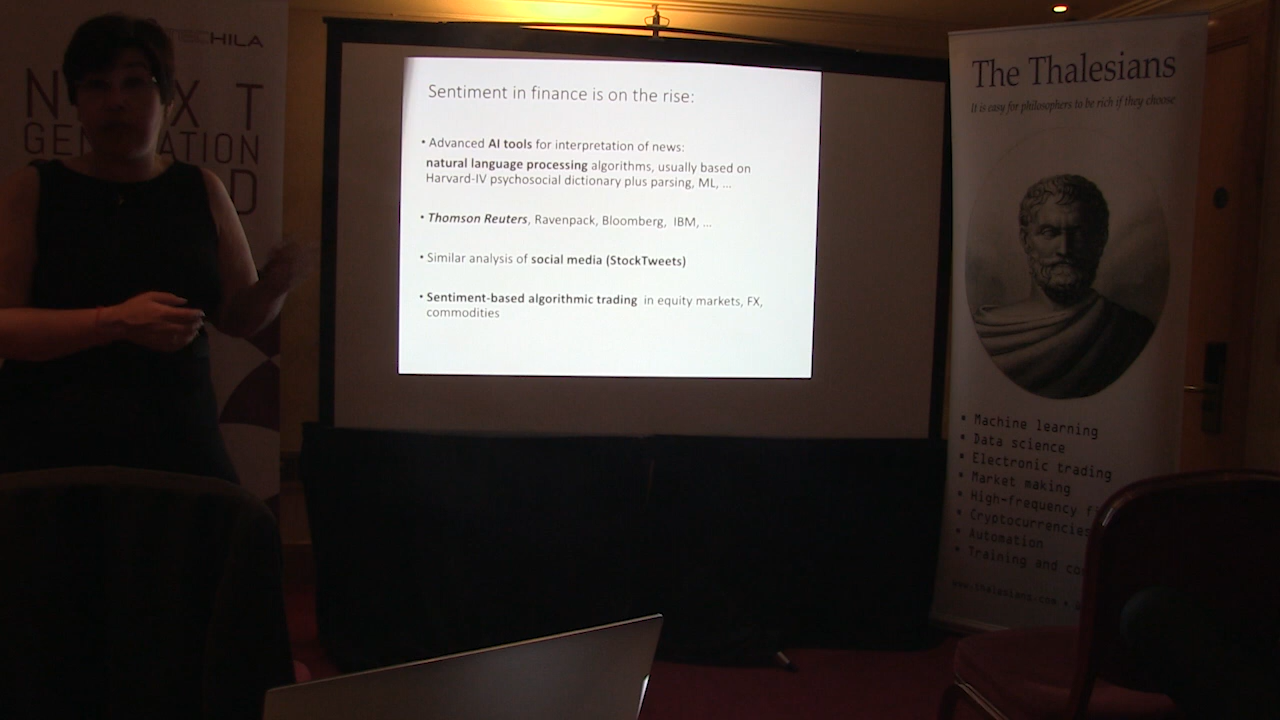 TECHILA
N X T
GENERATION
D
Sentiment in finance is on the rise:
• Advanced AI tools for interpretation of news:
natural language processing algorithms, usually based on
Harvard-IV psychosocial dictionary plus parsing, ML, ...
• Thomson Reuters, Ravenpack, Bloomberg, IBM, ...
• Similar analysis of social media (StockTweets)
• Sentiment-based algorithmic trading in equity markets, FX,
commodities
The Thalesians
It is easy for philosophers to be rich if they choose
• Machine learning
• Data science
• Electronic trading
• Market making
• High-frequency f
• Cryptocurrencies
• Automation
• Training and co
www.thalesians.com •